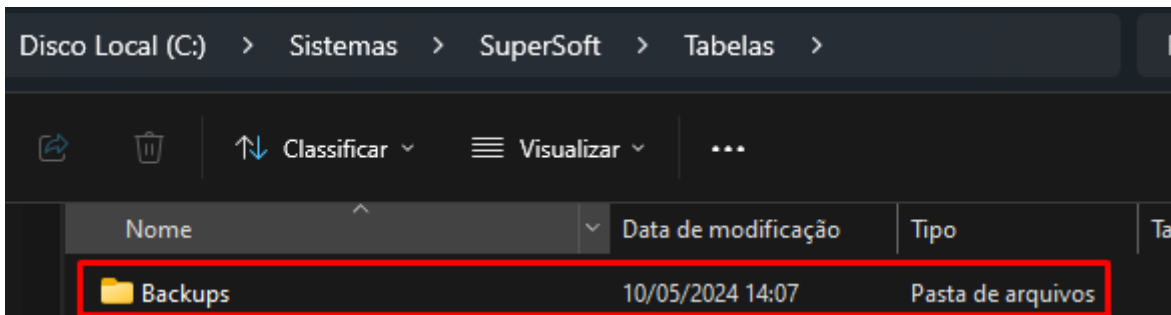 Disco Local (C:) > Sistemas > SuperSoft > Tabelas >
Classificar Visualizar ...
Nome Data de modificação Tipo
Backups 10/05/2024 14:07 Pasta de arquivos